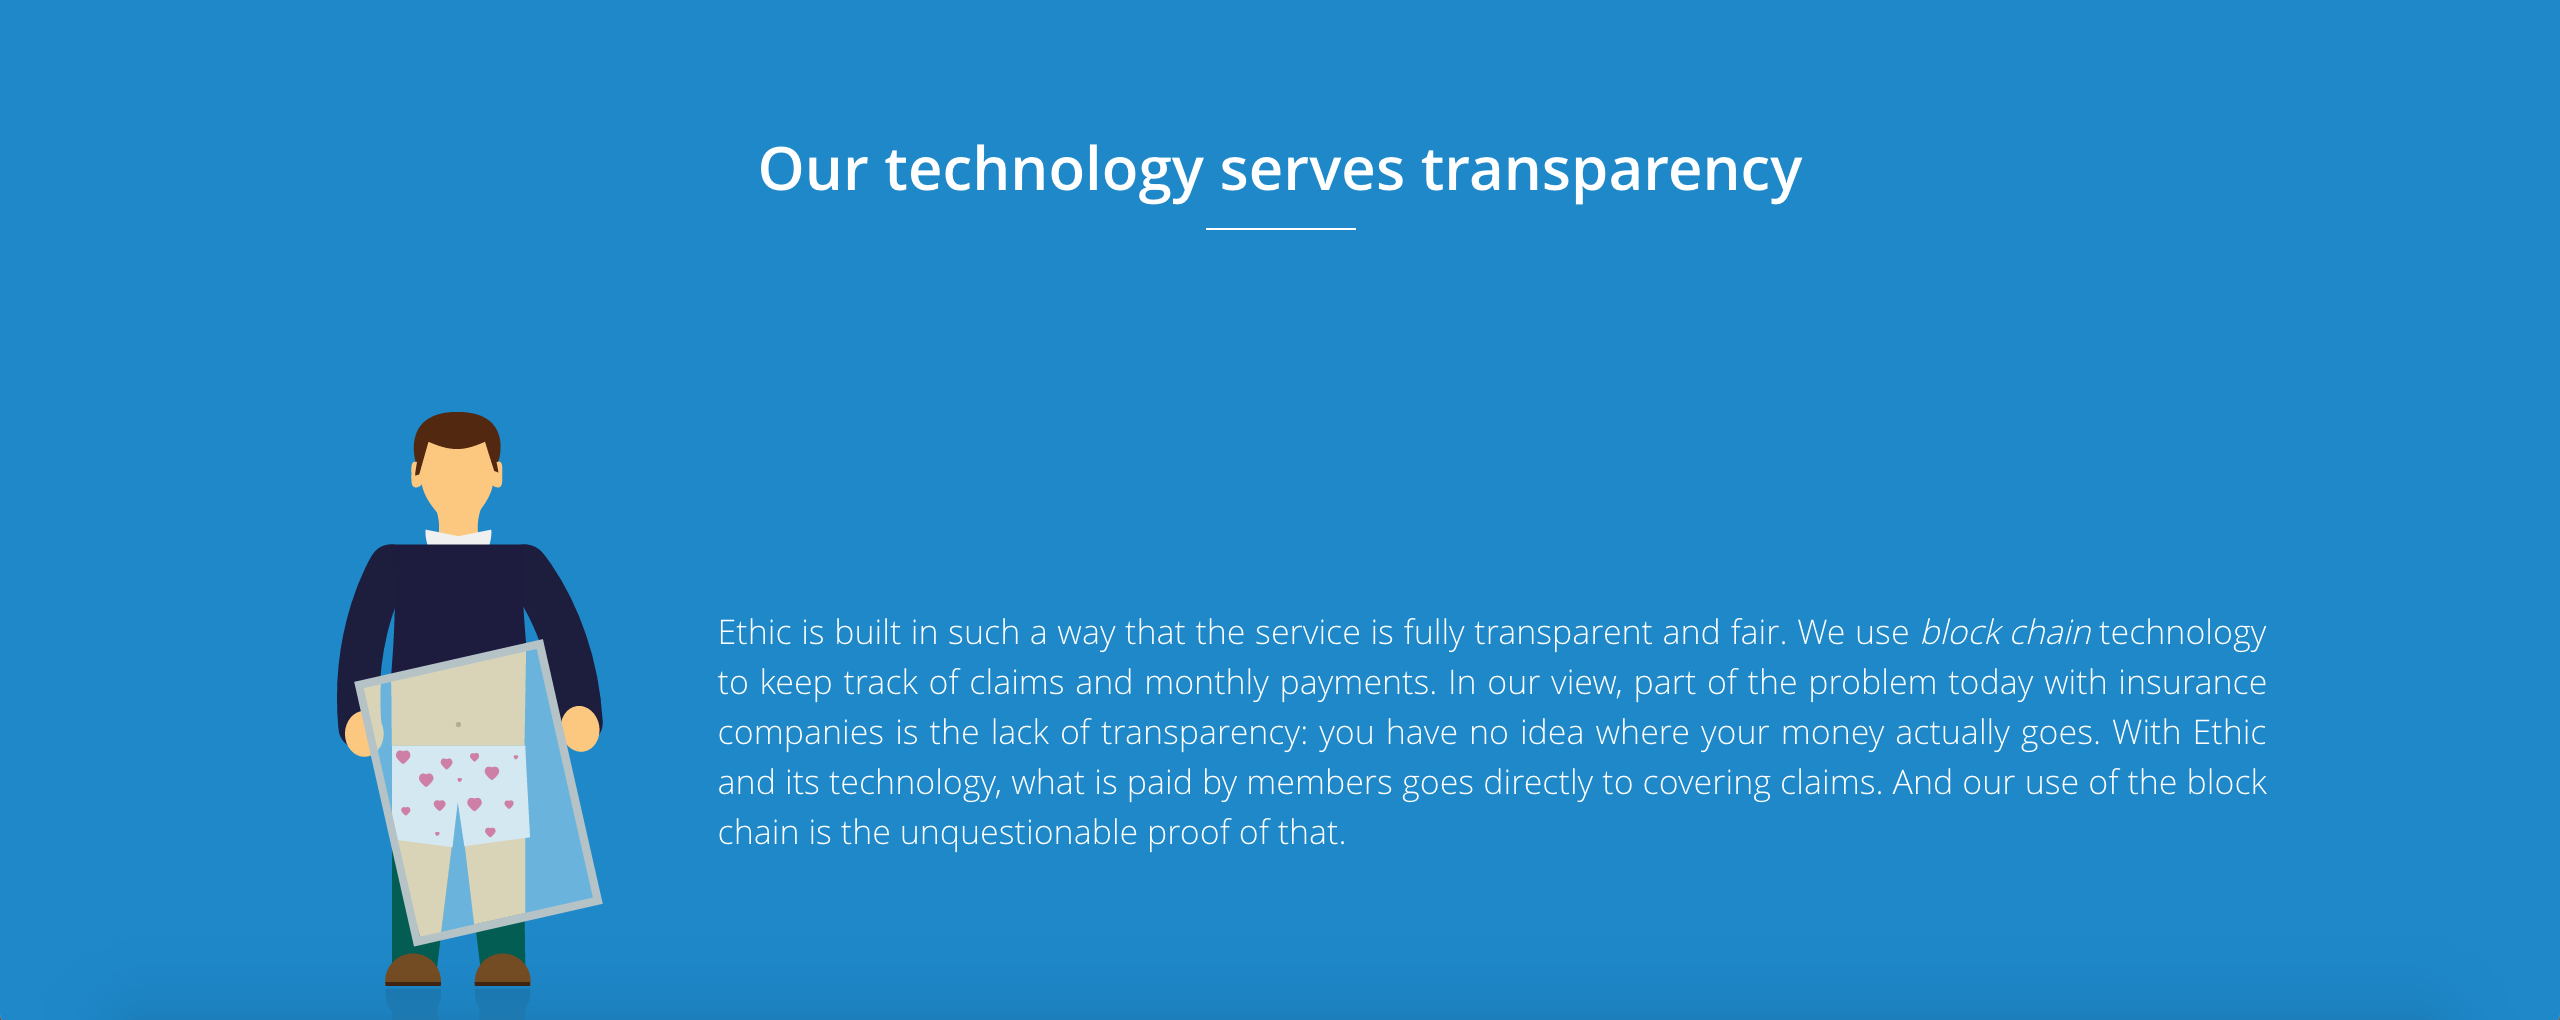 Our technology serves transparency
Ethic is built in such a way that the service is fully transparent and fair. We use block chain technology
to keep track of claims and monthly payments. In our view, part of the problem today with insurance
companies is the lack of transparency: you have no idea where your money actually goes. With Ethic
and its technology, what is paid by members goes directly to covering claims. And our use of the block
chain is the unquestionable proof of that.